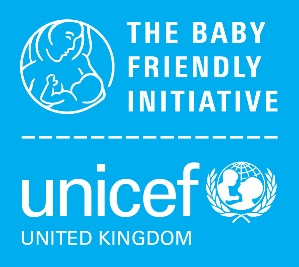 THE BABY
FRIENDLY
INITIATIVE
unicef
UNITED KINGDOM